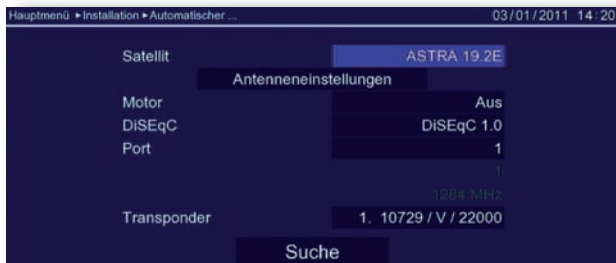 Hauptmenü ▸Installation ▸Automatischer ...
03/01/2011 14:20
Satellit ASTRA 19.2E
Antenneneinstellungen
Motor Aus
DiSEqC DiSEqC 1.0
Port 1
1284 MHz
Transponder 1. 10729 / V / 22000
Suche